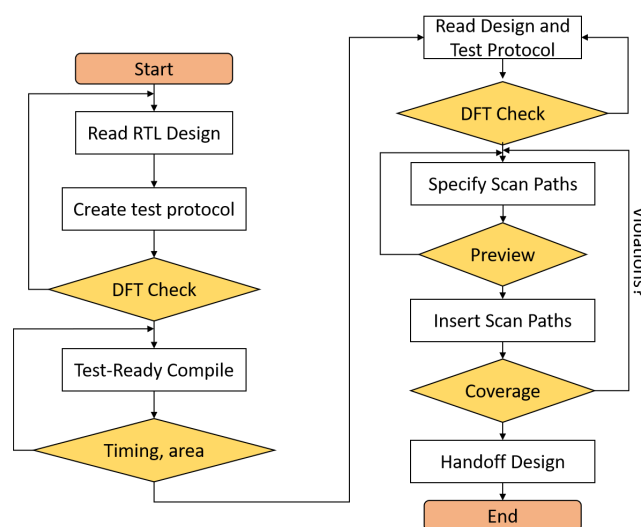 Start
Read RTL Design
Create test protocol
DFT Check
Test-Ready Compile
Timing, area
Read Design and
Test Protocol
DFT Check
Specify Scan Paths
Preview
Insert Scan Paths
Coverage
Violations?
Handoff Design
End